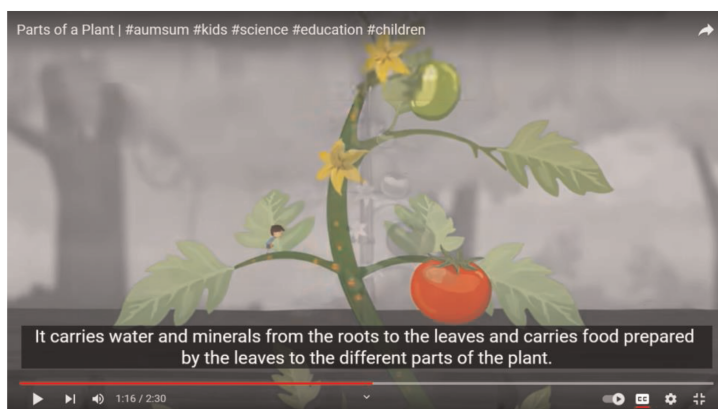 Parts of a Plant | #aumsum #kids #science #education #children
It carries water and minerals from the roots to the leaves and carries food prepared
by the leaves to the different parts of the plant.
1:16 / 2:30
CC